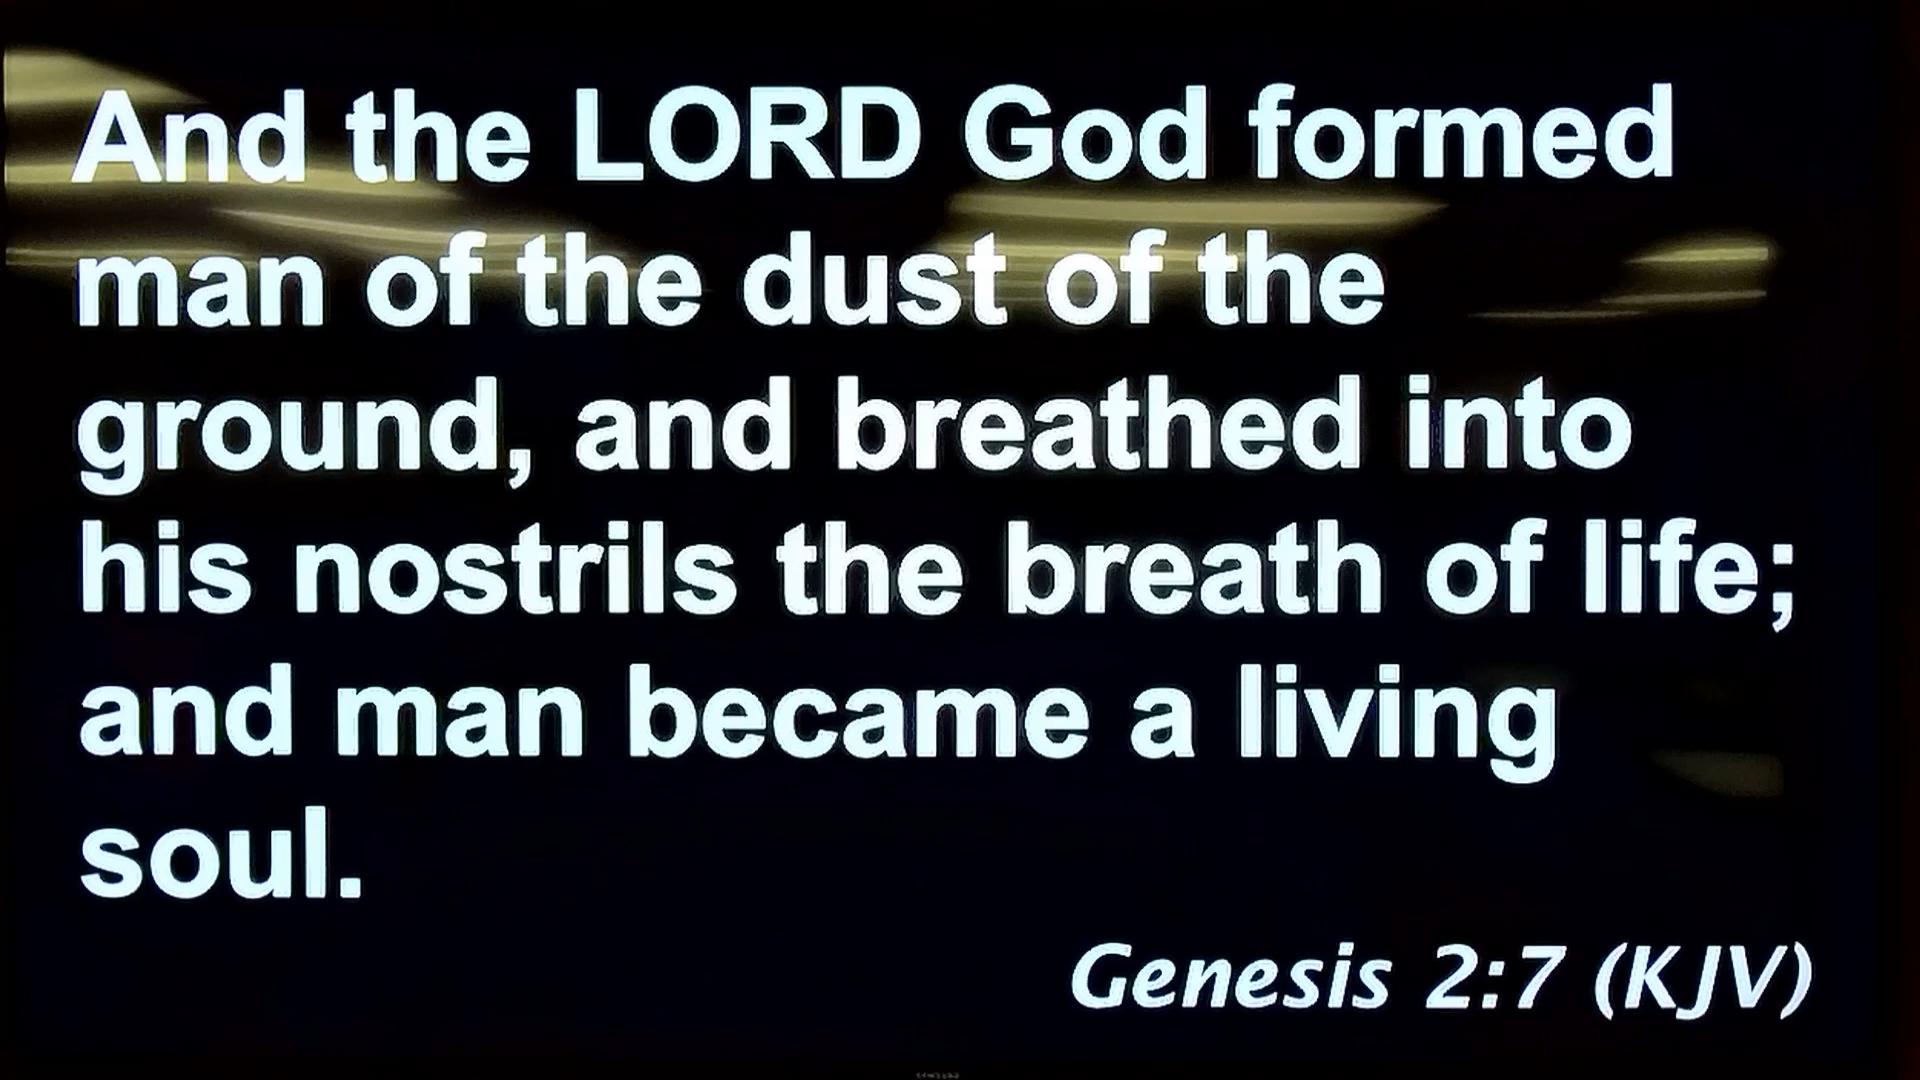 And the LORD God formed
man of the dust of the
ground, and breathed into
his nostrils the breath of life;
and man became a living
soul.
Genesis 2:7 (KJV)